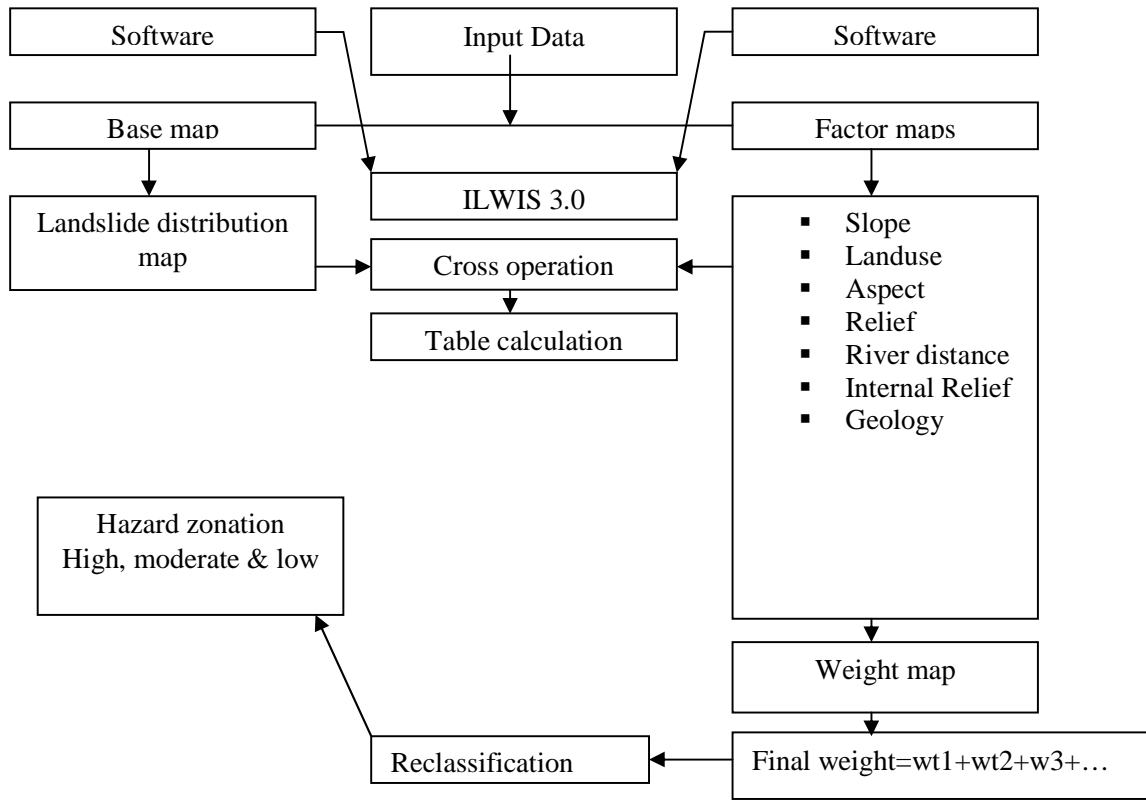 Software
Input Data
Software
Base map
Factor maps
ILWIS 3.0
Landslide distribution
map
Cross operation
Table calculation
▪ Slope
▪ Landuse
▪ Aspect
▪ Relief
▪ River distance
▪ Internal Relief
▪ Geology
Hazard zonation
High, moderate & low
Weight map
Reclassification
Final weight=wt1+wt2+w3+…